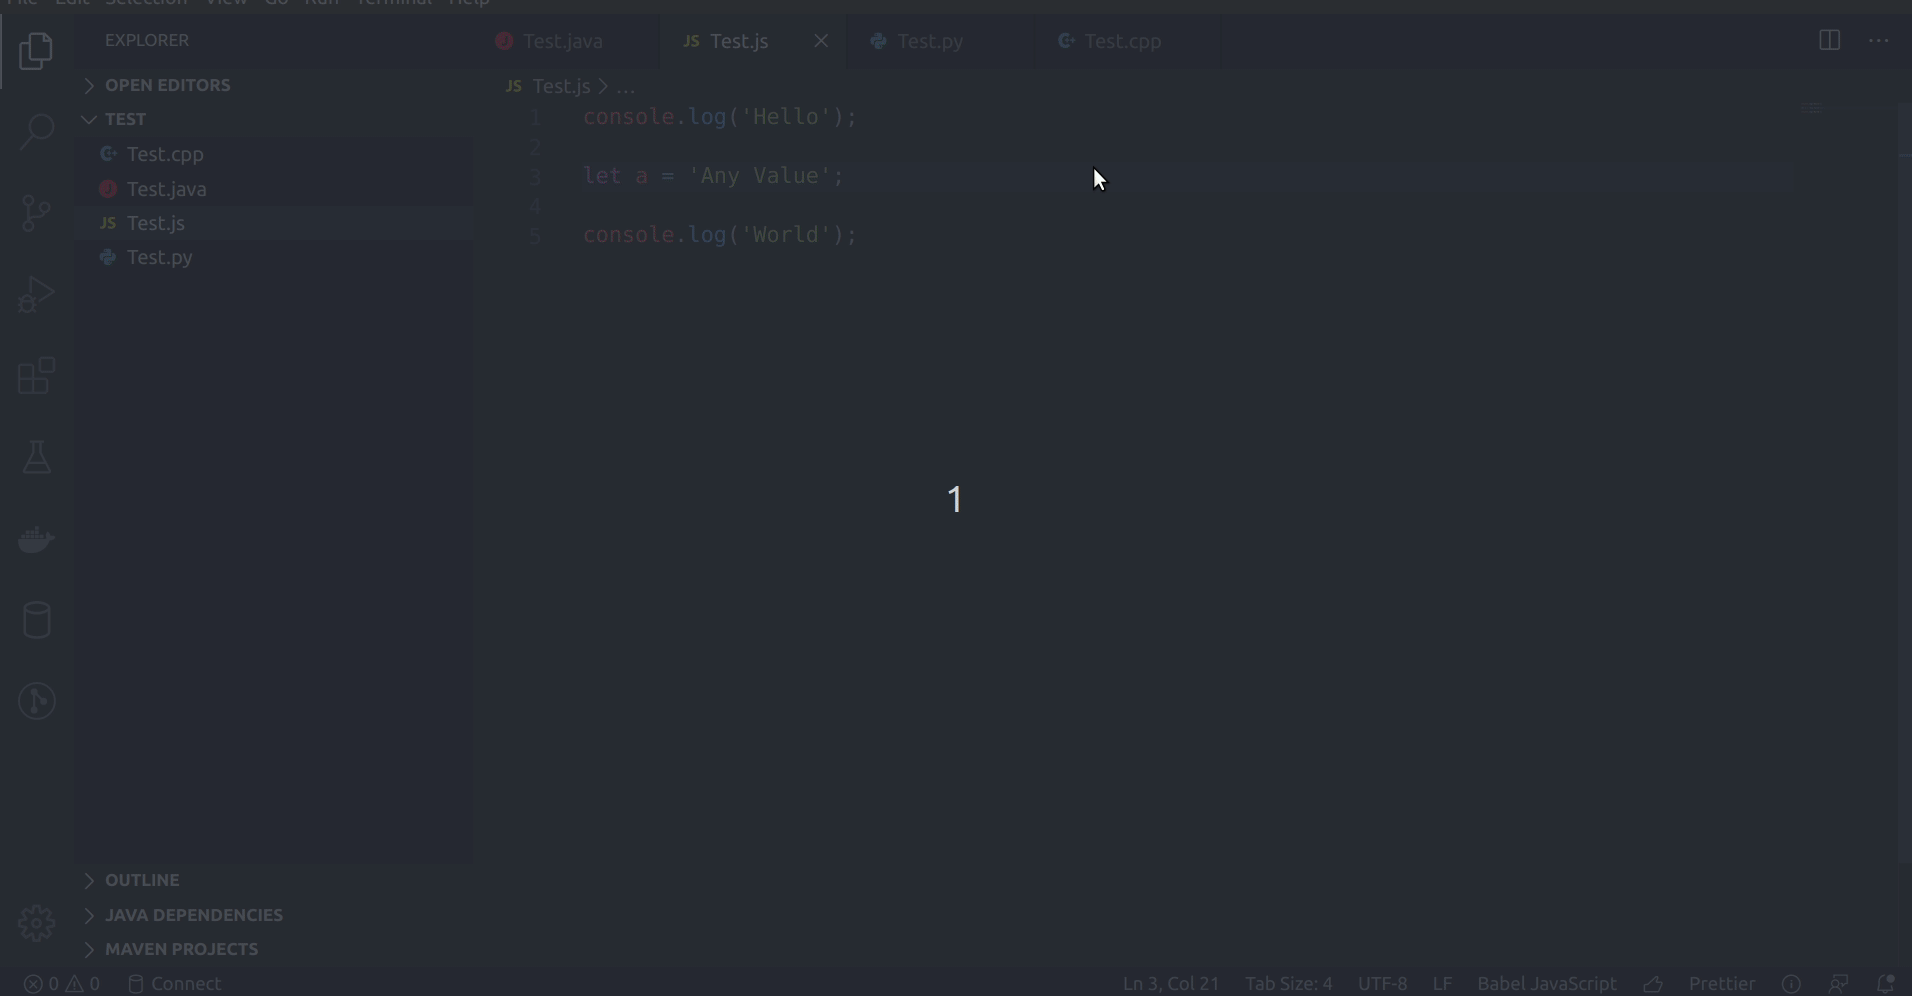 File Edit Selection View Go Run Terminal Help
EXPLORER
Test.java
JS Test.js
Test.py
Test.cpp
OPEN EDITORS
TEST
Test.cpp
Test.java
JS Test.js
Test.py
JS Test.js > ...
1 console.log('Hello');
2
3 let a = 'Any Value';
4
5 console.log('World');
1
OUTLINE
JAVA DEPENDENCIES
MAVEN PROJECTS
0 0 Connect
Ln 3, Col 21 Tab Size: 4 UTF-8 LF Babel JavaScript Prettier